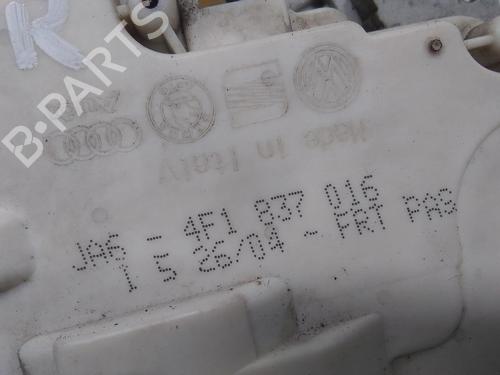 R
B-PARTS
Made in Italy
JA6 - 4F1 837 016
1 5 26/04 - FRT PAS